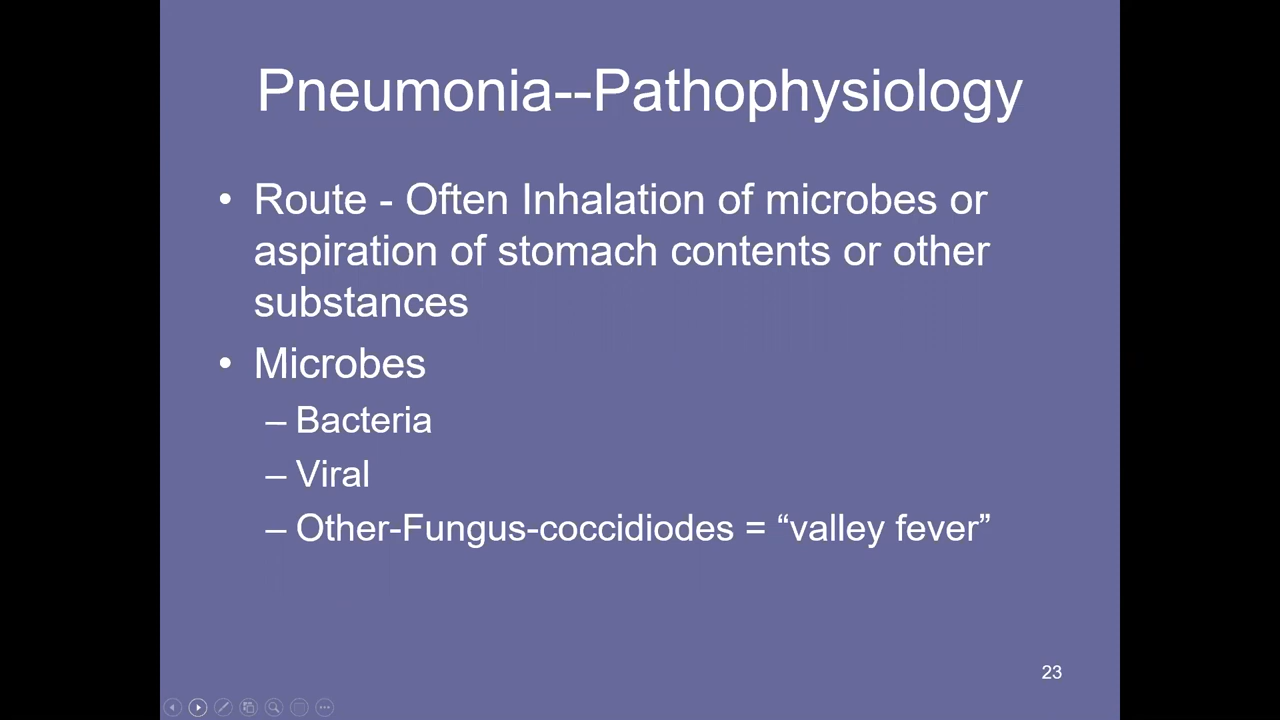 Pneumonia--Pathophysiology
• Route - Often Inhalation of microbes or
aspiration of stomach contents or other
substances
• Microbes
– Bacteria
– Viral
– Other-Fungus-coccidiodes = “valley fever”
23